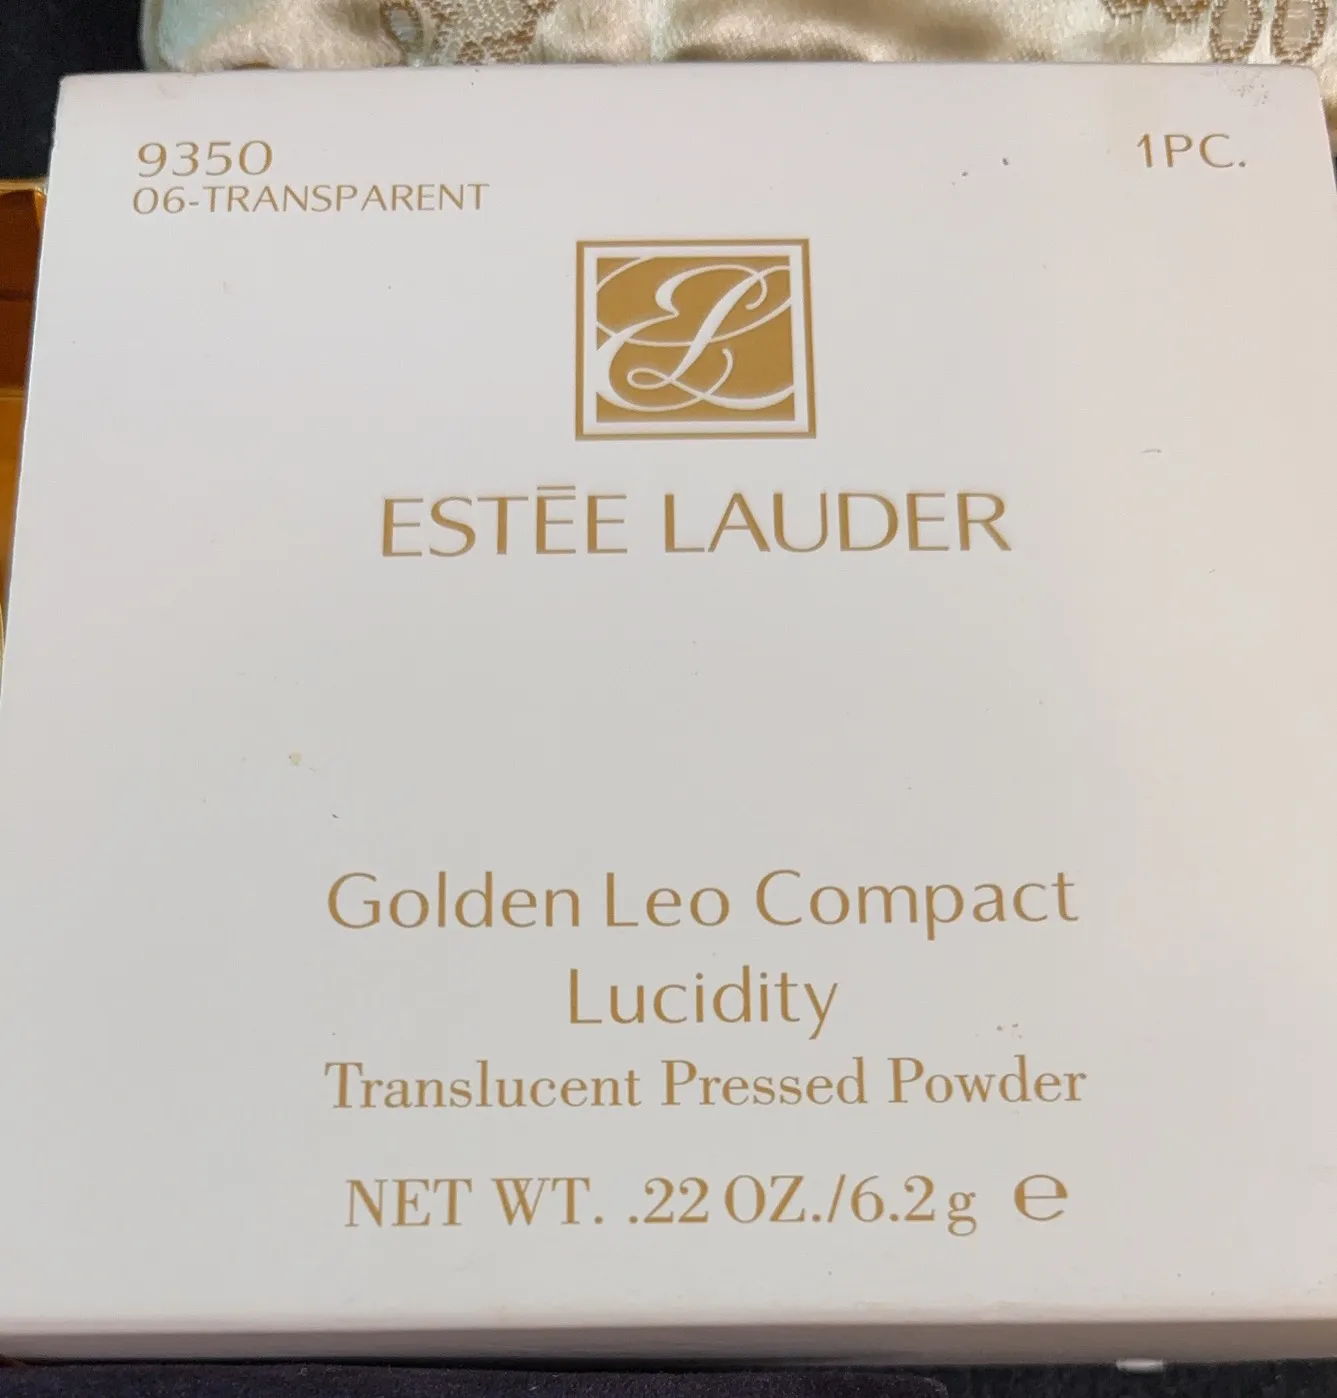 9350
06-TRANSPARENT
1PC.
EL
ESTĒE LAUDER
Golden Leo Compact
Lucidity
Translucent Pressed Powder
NET WT. .22 OZ./6.2g ℮